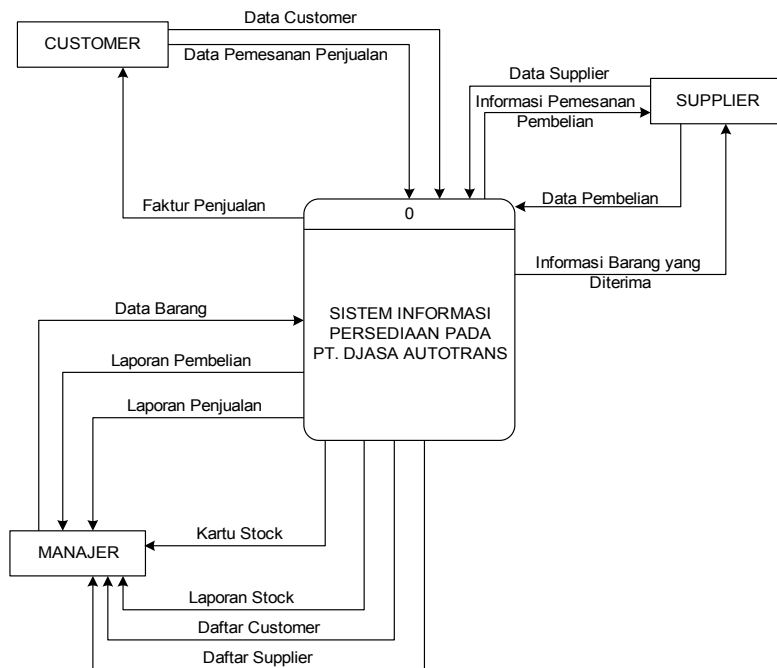 Data Customer
CUSTOMER
Data Pemesanan Penjualan
Data Supplier
SUPPLIER
Informasi Pemesanan
Pembelian
Faktur Penjualan
0
Data Pembelian
Informasi Barang yang
Diterima
Data Barang
SISTEM INFORMASI
PERSEDIAAN PADA
PT. DJASA AUTOTRANS
Laporan Pembelian
Laporan Penjualan
Kartu Stock
MANAJER
Laporan Stock
Daftar Customer
Daftar Supplier